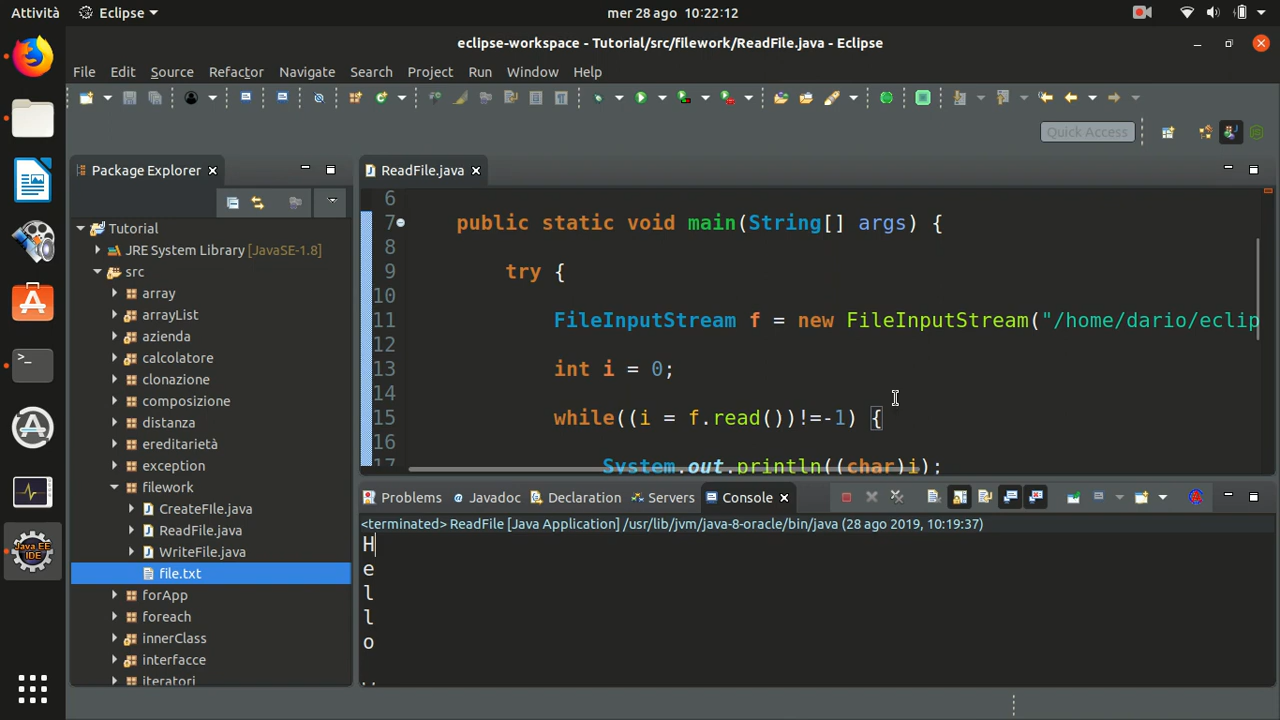 Attività Eclipse mer 28 ago 10:22:12
eclipse-workspace - Tutorial/src/filework/ReadFile.java - Eclipse
File Edit Source Refactor Navigate Search Project Run Window Help
Quick Access
Package Explorer
Tutorial
JRE System Library [JavaSE-1.8]
src
array
arrayList
azienda
calcolatore
clonazione
composizione
distanza
ereditarietà
exception
filework
CreateFIle.java
ReadFile.java
WriteFile.java
file.txt
forApp
foreach
innerClass
interfacce
iteratori
ReadFile.java
6
7 public static void main(String[] args) {
8
9 try {
10
11 FileInputStream f = new FileInputStream("/home/dario/eclip
12
13 int i = 0;
14
15 while((i = f.read())!=-1) {
16
17 System.out.println((char)i);
Problems Javadoc Declaration Servers Console
<terminated> ReadFile [Java Application] /usr/lib/jvm/java-8-oracle/bin/java (28 ago 2019, 10:19:37)
H
e
l
l
o
Java EE
IDE